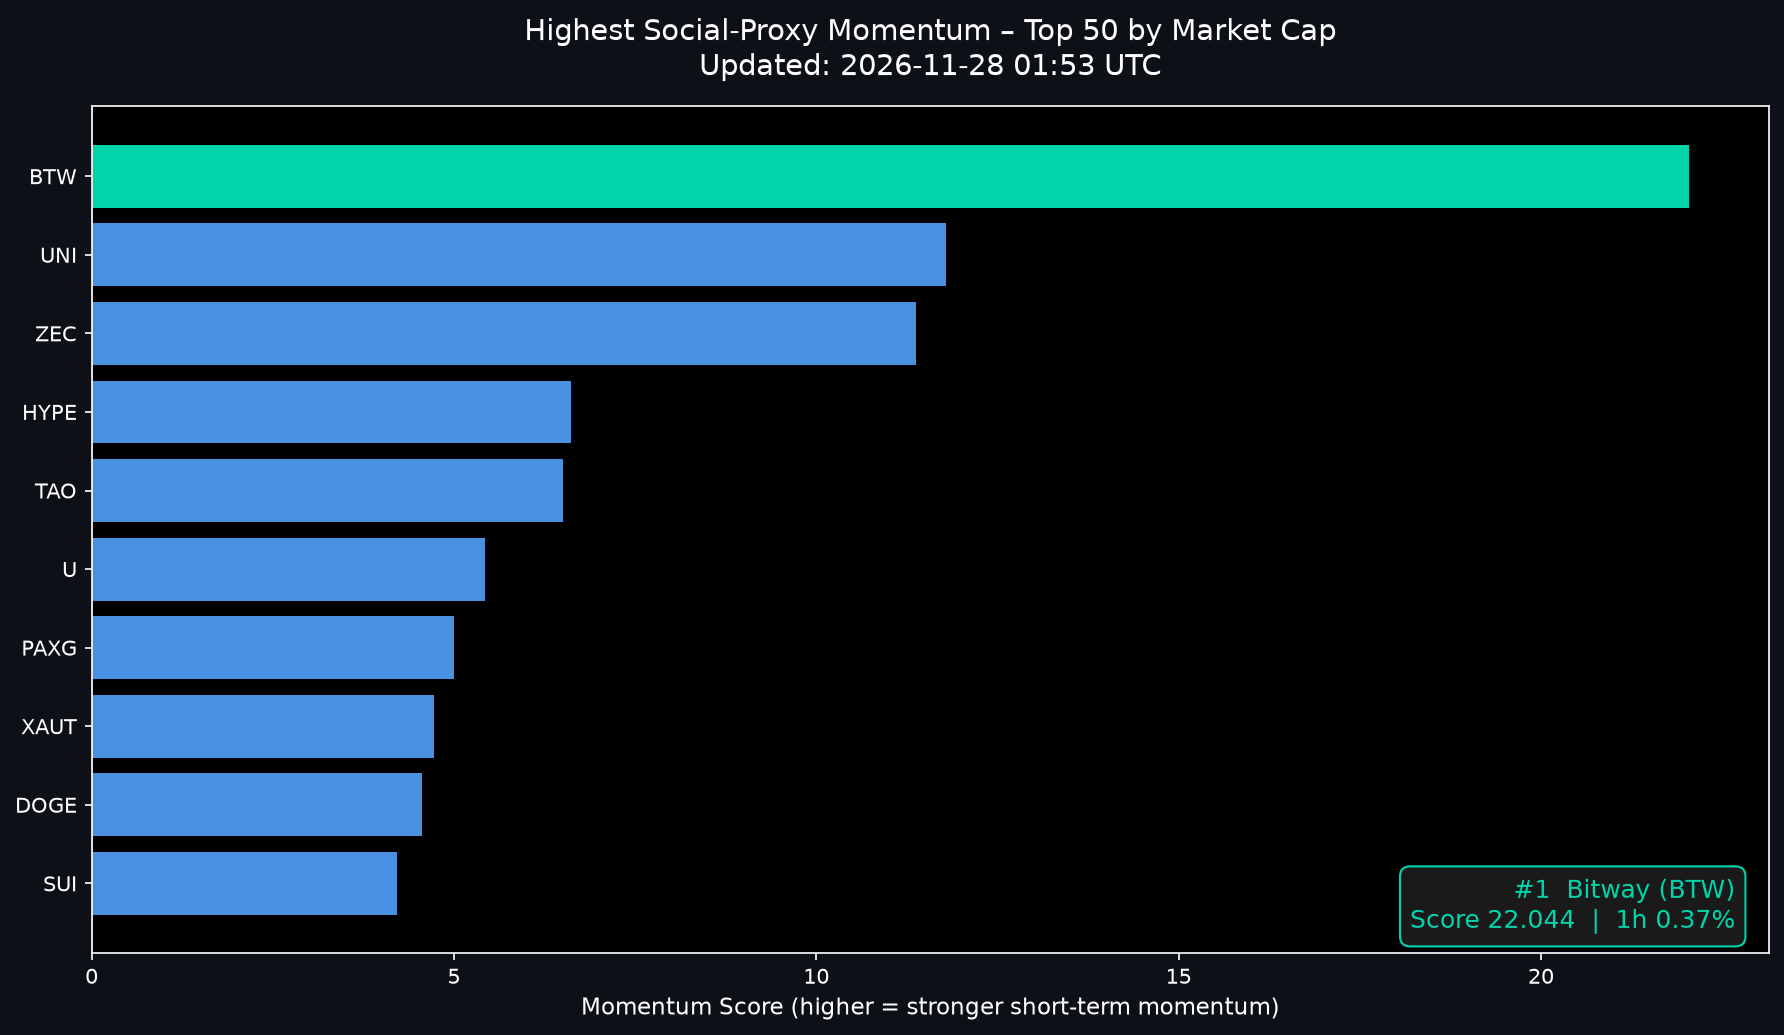 Highest Social-Proxy Momentum – Top 50 by Market Cap
Updated: 2026-11-28 01:53 UTC
BTW
UNI
ZEC
HYPE
TAO
U
PAXG
XAUT
DOGE
SUI
#1 Bitway (BTW)
Score 22.044 | 1h 0.37%
0 5 10 15 20
Momentum Score (higher = stronger short-term momentum)